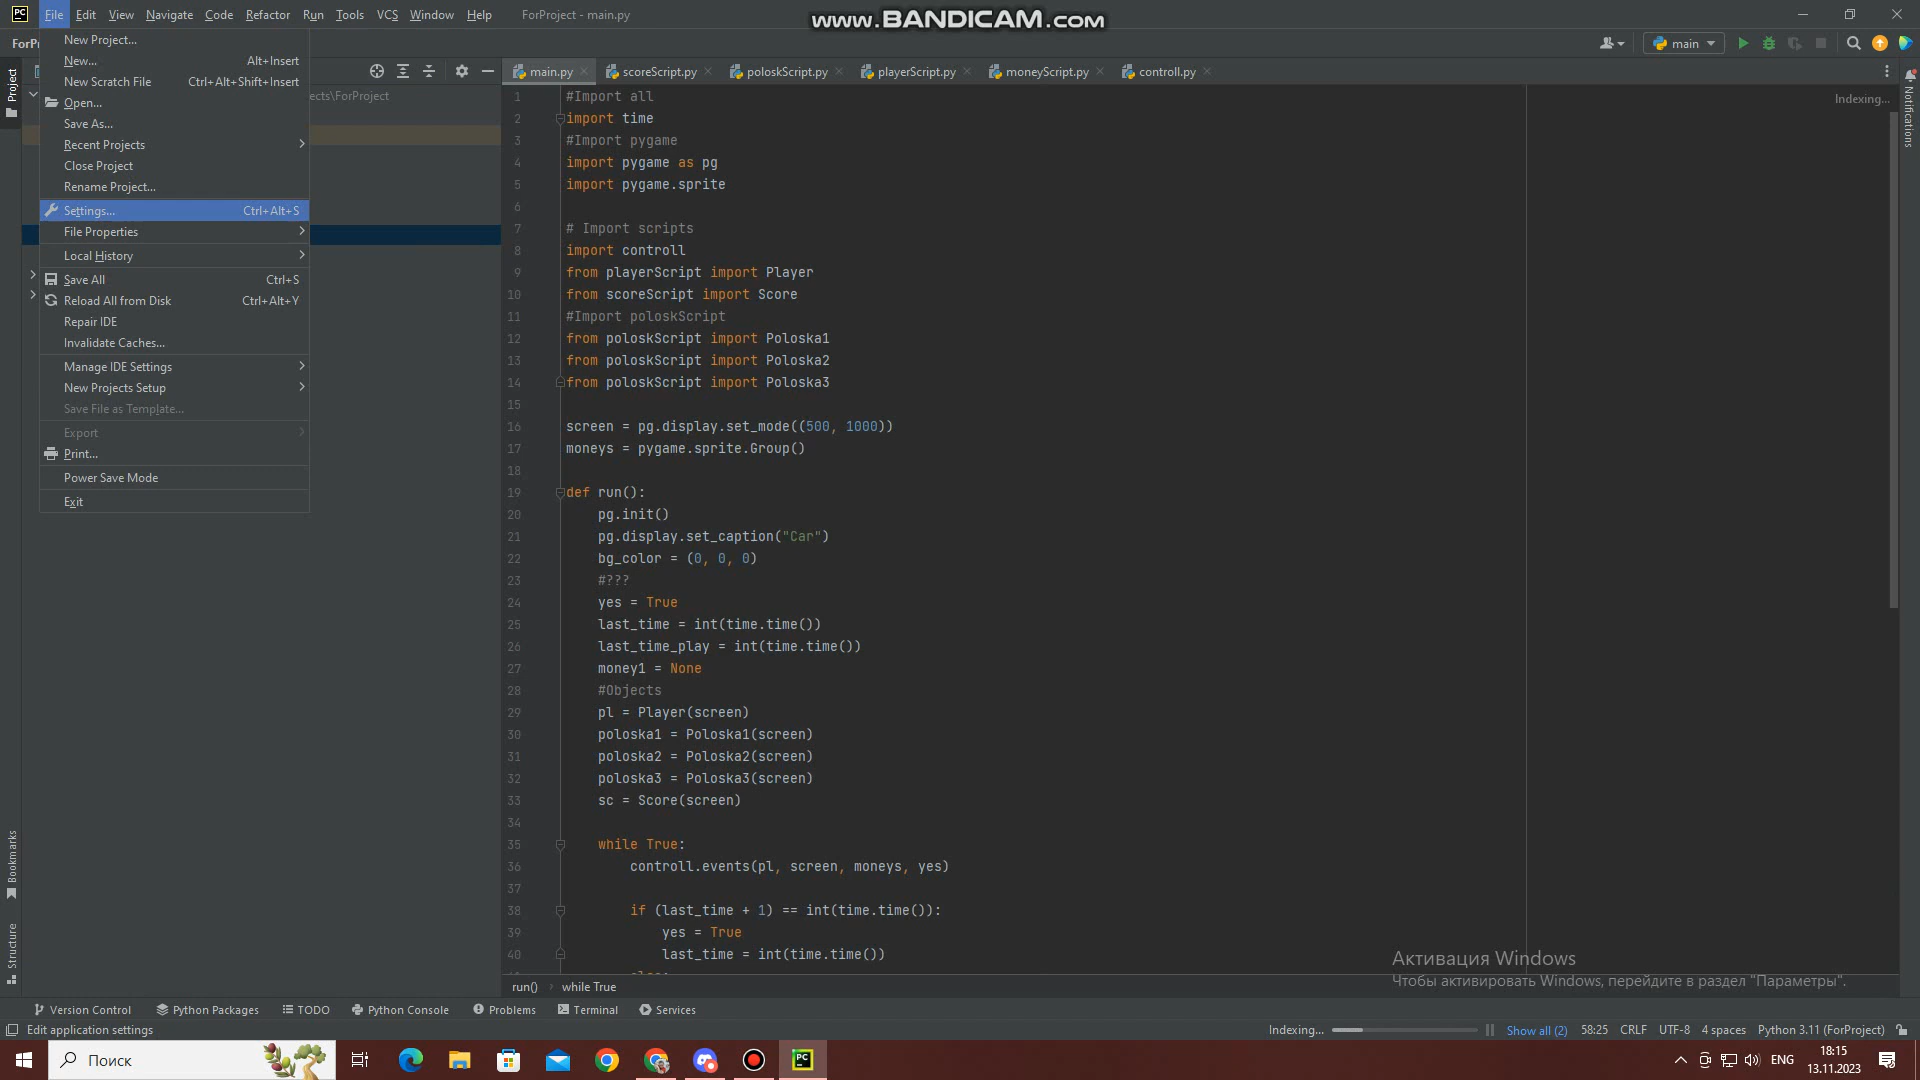 PC File Edit View Navigate Code Refactor Run Tools VCS Window Help ForProject - main.py
www.BANDICAM.com
ForPr
main
New Project...
New... Alt+Insert
New Scratch File Ctrl+Alt+Shift+Insert
Open...
Save As...
Recent Projects
Close Project
Rename Project...
Settings... Ctrl+Alt+S
File Properties
Local History
Save All Ctrl+S
Reload All from Disk Ctrl+Alt+Y
Repair IDE
Invalidate Caches...
Manage IDE Settings
New Projects Setup
Save File as Template...
Export
Print...
Power Save Mode
Exit
Project
Bookmarks
Structure
ects\ForProject
main.py scoreScript.py poloskScript.py playerScript.py moneyScript.py controll.py
Indexing...
Notifications
1 #Import all
2 import time
3 #Import pygame
4 import pygame as pg
5 import pygame.sprite
6
7 # Import scripts
8 import controll
9 from playerScript import Player
10 from scoreScript import Score
11 #Import poloskScript
12 from poloskScript import Poloska1
13 from poloskScript import Poloska2
14 from poloskScript import Poloska3
15
16 screen = pg.display.set_mode((500, 1000))
17 moneys = pygame.sprite.Group()
18
19 def run():
20 pg.init()
21 pg.display.set_caption("Car")
22 bg_color = (0, 0, 0)
23 #???
24 yes = True
25 last_time = int(time.time())
26 last_time_play = int(time.time())
27 money1 = None
28 #Objects
29 pl = Player(screen)
30 poloska1 = Poloska1(screen)
31 poloska2 = Poloska2(screen)
32 poloska3 = Poloska3(screen)
33 sc = Score(screen)
34
35 while True:
36 controll.events(pl, screen, moneys, yes)
37
38 if (last_time + 1) == int(time.time()):
39 yes = True
40 last_time = int(time.time())
Активация Windows
Чтобы активировать Windows, перейдите в раздел "Параметры".
run() while True
Version Control Python Packages TODO Python Console Problems Terminal Services
Edit application settings Indexing... Show all (2) 58:25 CRLF UTF-8 4 spaces Python 3.11 (ForProject)
Поиск
PC
ENG
18:15
13.11.2023